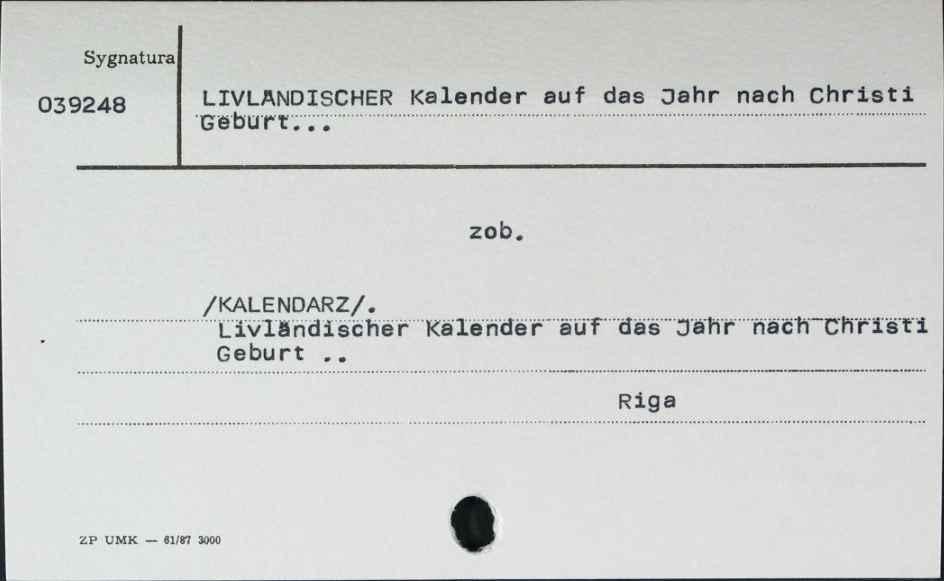 Sygnatura
039248
LIVLÄNDISCHER Kalender auf das Jahr nach Christi
Geburt...
zob.
/KALENDARZ/.
Livländischer Kalender auf das Jahr nach Christi
Geburt ..
Riga
ZP UMK — 61/87 3000